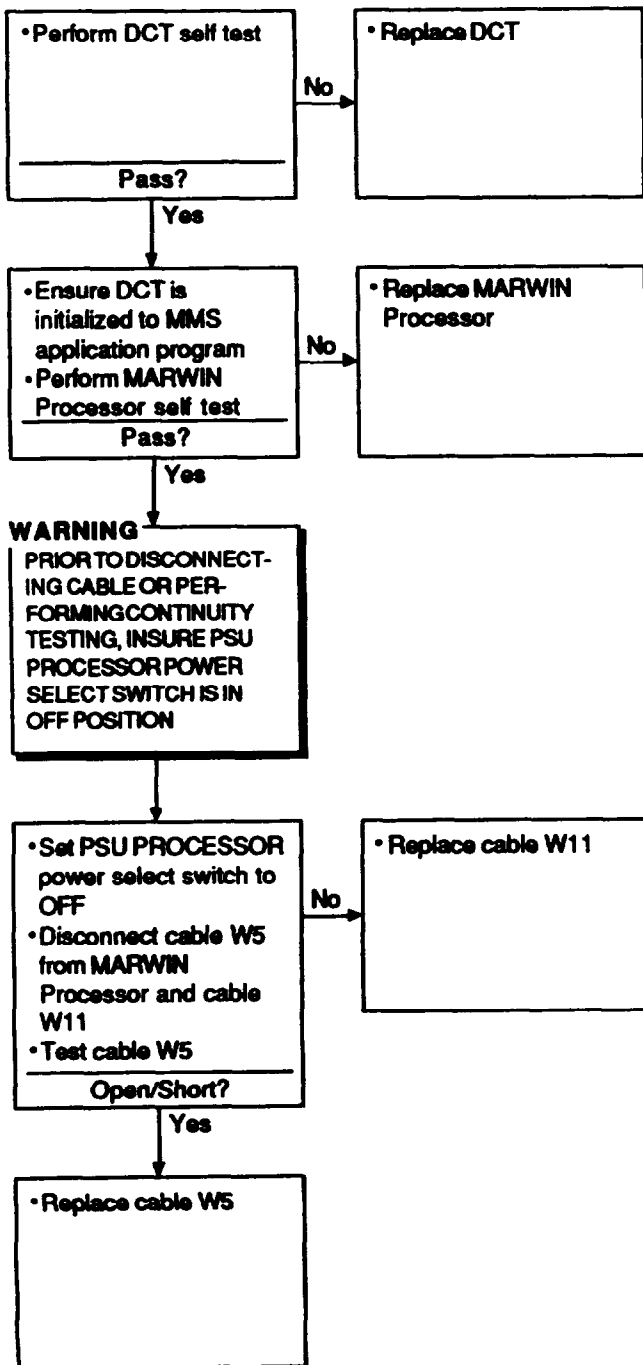 • Perform DCT self test
Pass?
No
• Replace DCT
Yes
• Ensure DCT is
initialized to MMS
application program
• Perform MARWIN
Processor self test
Pass?
No
• Replace MARWIN
Processor
Yes
WARNING
PRIOR TO DISCONNECT-
ING CABLE OR PER-
FORMING CONTINUITY
TESTING, INSURE PSU
PROCESSOR POWER
SELECT SWITCH IS IN
OFF POSITION
• Set PSU PROCESSOR
power select switch to
OFF
• Disconnect cable W5
from MARWIN
Processor and cable
W11
• Test cable W5
Open/Short?
No
• Replace cable W11
Yes
• Replace cable W5